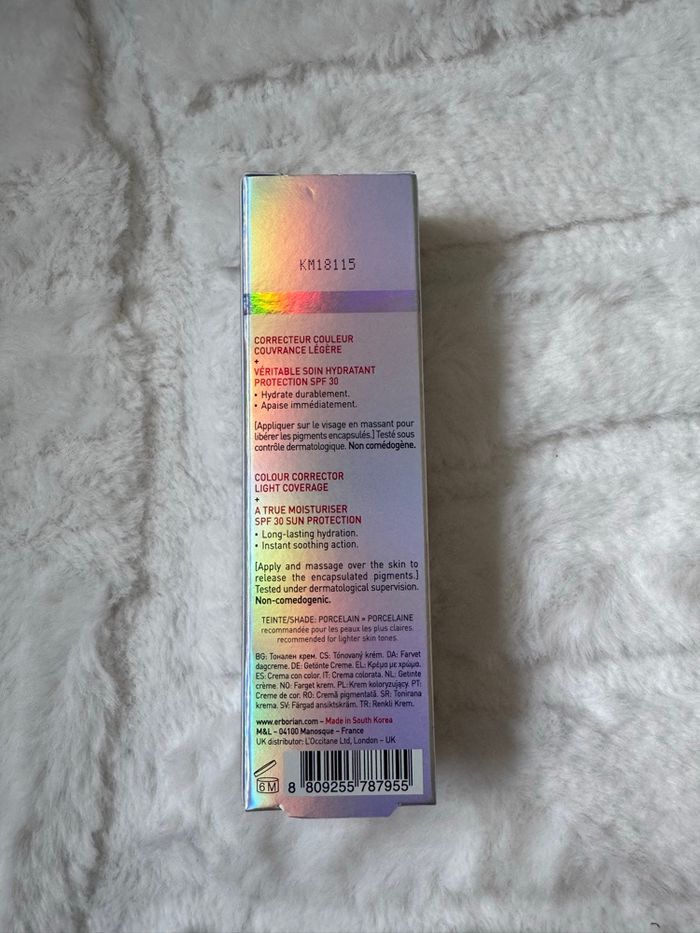 KM18115
CORRECTEUR COULEUR
COUVRANCE LÉGÈRE
+
VÉRITABLE SOIN HYDRATANT
PROTECTION SPF 30
• Hydrate durablement.
• Apaise immédiatement.
[Appliquer sur le visage en massant pour
libérer les pigments encapsulés.] Testé sous
contrôle dermatologique. Non comédogène.
COLOUR CORRECTOR
LIGHT COVERAGE
+
A TRUE MOISTURISER
SPF 30 SUN PROTECTION
• Long-lasting hydration.
• Instant soothing action.
[Apply and massage over the skin to
release the encapsulated pigments.]
Tested under dermatological supervision.
Non-comedogenic.
TEINTE/SHADE: PORCELAIN = PORCELAINE
recommandée pour les peaux les plus claires.
recommended for lighter skin tones.
BG: Тонален крем. CS: Tónovaný krém. DA: Farvet
dagcreme. DE: Getönte Creme. EL: Κρέμα με χρώμα.
ES: Crema con color. IT: Crema colorata. NL: Getinte
crème. NO: Farget krem. PL: Krem koloryzujący. PT:
Creme de cor. RO: Cremă pigmentată. SR: Tonirana
krema. SV: Färgad ansiktskräm. TR: Renkli Krem.
www.erborian.com – Made in South Korea
M&L – 04100 Manosque – France
UK distributor: L'Occitane Ltd, London – UK
6M
8 809255 787955